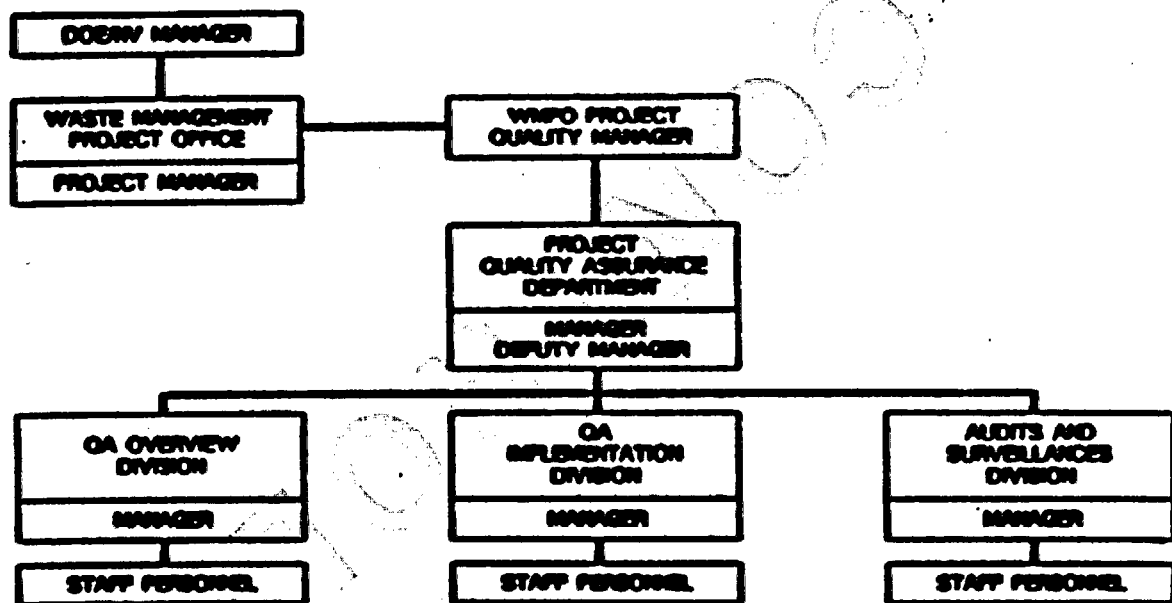 DOE/NV MANAGER
WASTE MANAGEMENT
PROJECT OFFICE
PROJECT MANAGER
WMPO PROJECT
QUALITY MANAGER
PROJECT
QUALITY ASSURANCE
DEPARTMENT
MANAGER
DEPUTY MANAGER
QA OVERVIEW
DIVISION
MANAGER
STAFF PERSONNEL
QA
IMPLEMENTATION
DIVISION
MANAGER
STAFF PERSONNEL
AUDITS AND
SURVEILLANCES
DIVISION
MANAGER
STAFF PERSONNEL